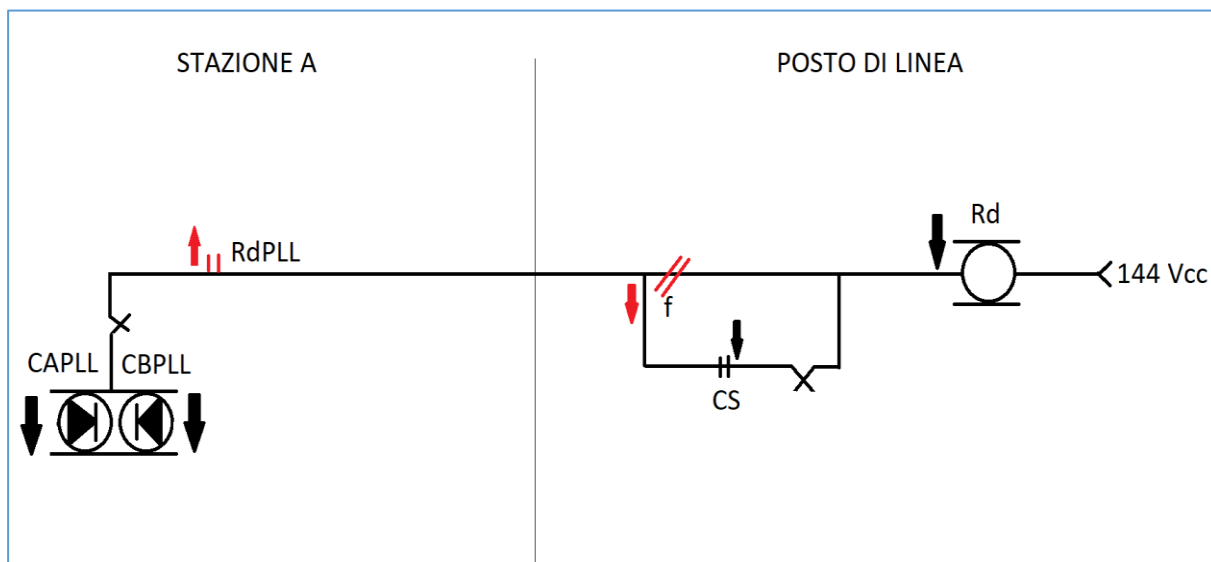 STAZIONE A
POSTO DI LINEA
Rd
RdPLL
144 Vcc
f
CAPLL
CBPLL
CS